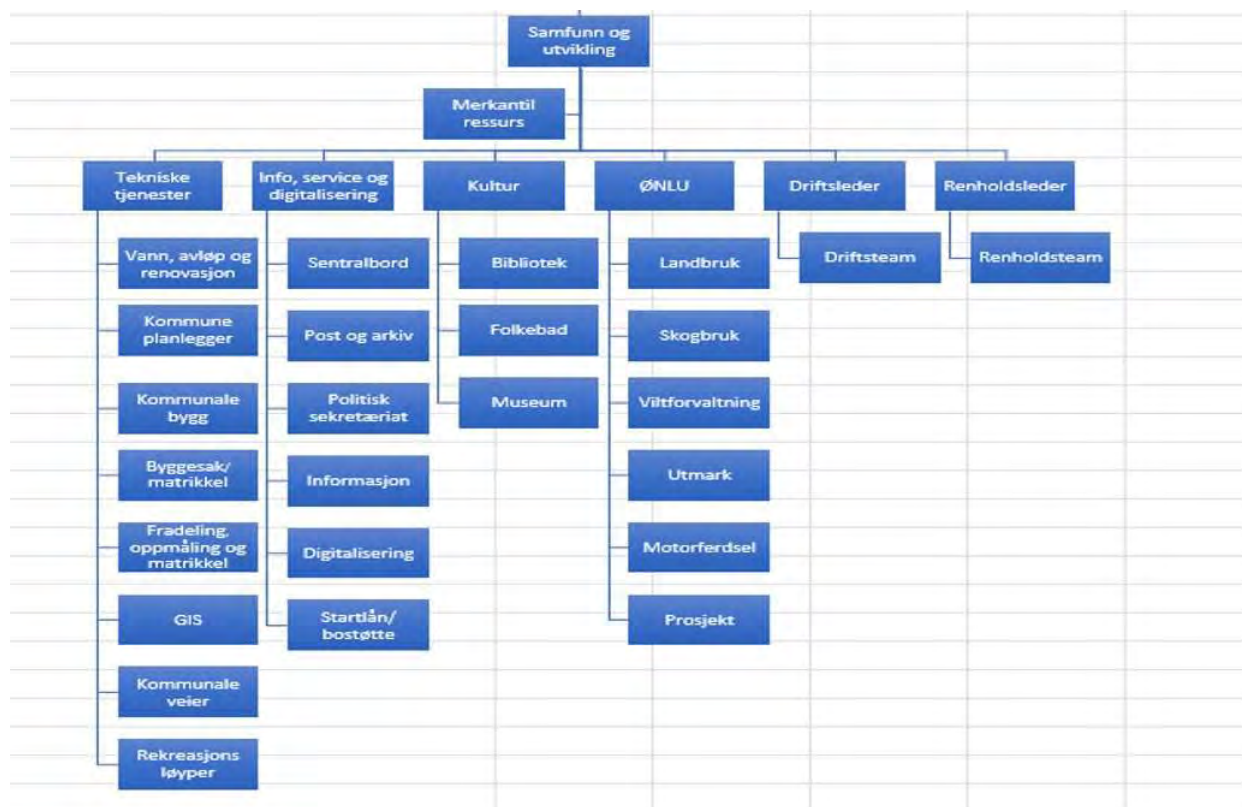 Samfunn og
utvikling
Merkantil
ressurs
Tekniske
tjenester
Info, service og
digitalisering
Kultur
ØNLU
Driftsleder
Renholdsleder
Vann, avløp og
renovasjon
Kommune
planlegger
Kommunale
bygg
Byggesak/
matrikkel
Fradeling,
oppmåling og
matrikkel
GIS
Kommunale
veier
Rekreasjons
løyper
Sentralbord
Post og arkiv
Politisk
sekretæriat
Informasjon
Digitalisering
Startlån/
bostøtte
Bibliotek
Folkebad
Museum
Landbruk
Skogbruk
Viltforvaltning
Utmark
Motorferdsel
Prosjekt
Driftsteam
Renholdsteam